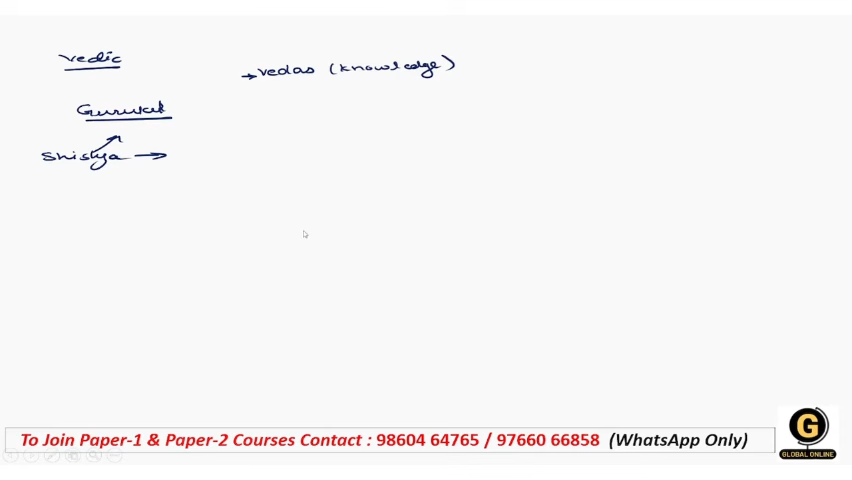 Vedic
→ vedas (knowledge)
Gurukul
Shishya →
To Join Paper-1 & Paper-2 Courses Contact : 98604 64765 / 97660 66858 (WhatsApp Only)
G
GLOBAL ONLINE